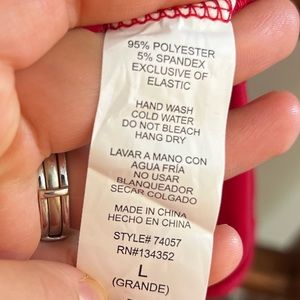 95% POLYESTER
5% SPANDEX
EXCLUSIVE OF
ELASTIC
HAND WASH
COLD WATER
DO NOT BLEACH
HANG DRY
LAVAR A MANO CON
AGUA FRÍA
NO USAR
BLANQUEADOR
SECAR COLGADO
MADE IN CHINA
HECHO EN CHINA
STYLE# 74057
RN#134352
L
(GRANDE)